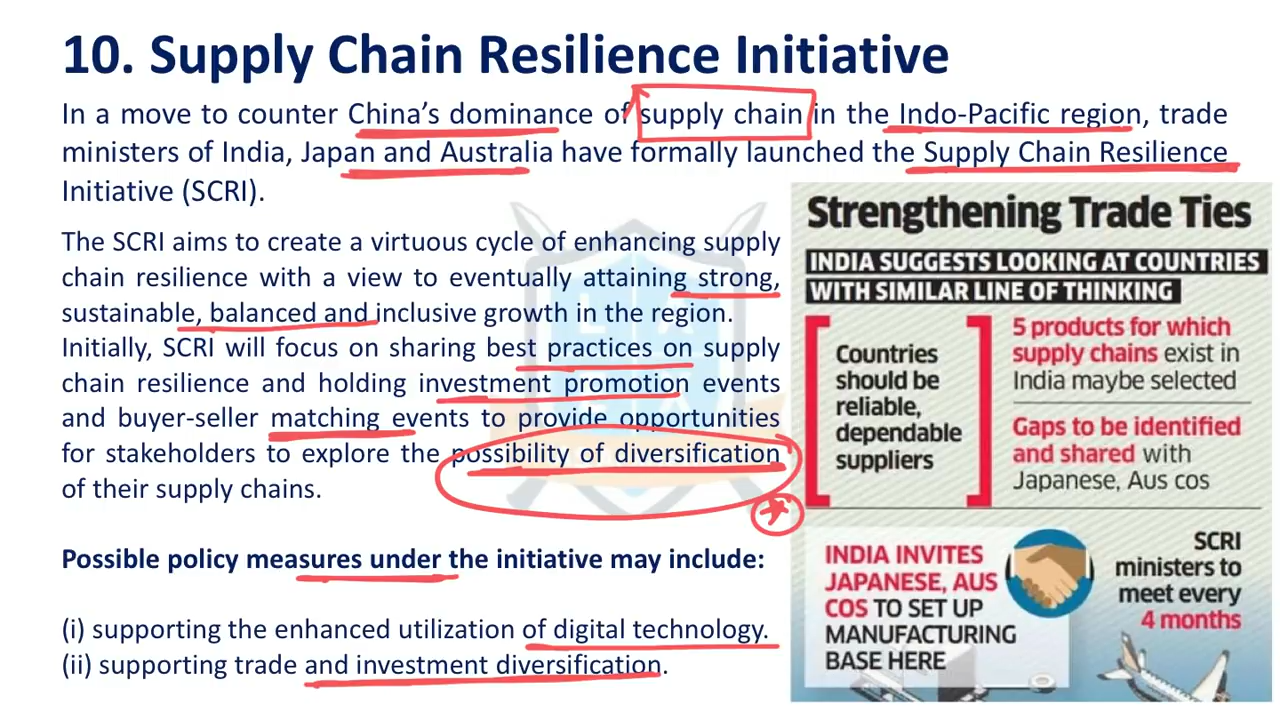 10. Supply Chain Resilience Initiative
In a move to counter China's dominance of supply chain in the Indo-Pacific region, trade
ministers of India, Japan and Australia have formally launched the Supply Chain Resilience
Initiative (SCRI).
The SCRI aims to create a virtuous cycle of enhancing supply
chain resilience with a view to eventually attaining strong,
sustainable, balanced and inclusive growth in the region.
Initially, SCRI will focus on sharing best practices on supply
chain resilience and holding investment promotion events
and buyer-seller matching events to provide opportunities
for stakeholders to explore the possibility of diversification
of their supply chains.
Possible policy measures under the initiative may include:
(i) supporting the enhanced utilization of digital technology.
(ii) supporting trade and investment diversification.
Strengthening Trade Ties
INDIA SUGGESTS LOOKING AT COUNTRIES
WITH SIMILAR LINE OF THINKING
Countries
should be
reliable,
dependable
suppliers
5 products for which
supply chains exist in
India maybe selected
Gaps to be identified
and shared with
Japanese, Aus cos
INDIA INVITES
JAPANESE, AUS
COS TO SET UP
MANUFACTURING
BASE HERE
SCRI
ministers to
meet every
4 months